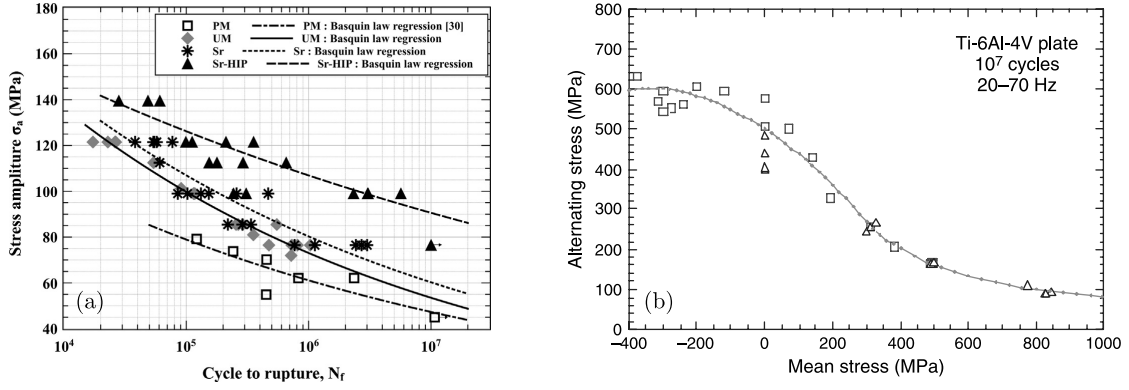 PM PM : Basquin law regression [30]
UM UM : Basquin law regression
Sr Sr : Basquin law regression
Sr-HIP Sr-HIP : Basquin law regression
Stress ampliture σa (MPa)
180
160
140
120
100
80
60
40
(a)
10^4 10^5 10^6 10^7
Cycle to rupture, Nf
Ti-6Al-4V plate
10^7 cycles
20–70 Hz
Alternating stress (MPa)
800
700
600
500
400
300
200
100
0
(b)
−400 −200 0 200 400 600 800 1000
Mean stress (MPa)